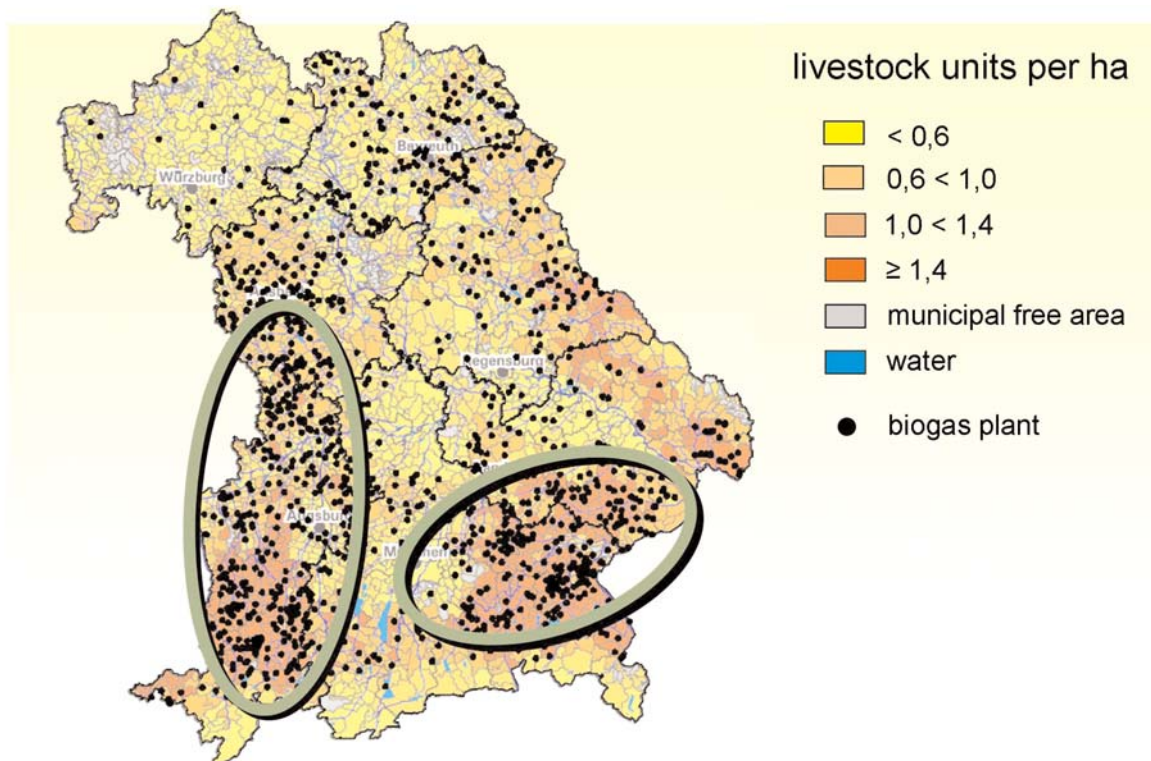 livestock units per ha
< 0,6
0,6 < 1,0
1,0 < 1,4
≥ 1,4
municipal free area
water
biogas plant
Bayreuth
Würzburg
Regensburg
Augsburg